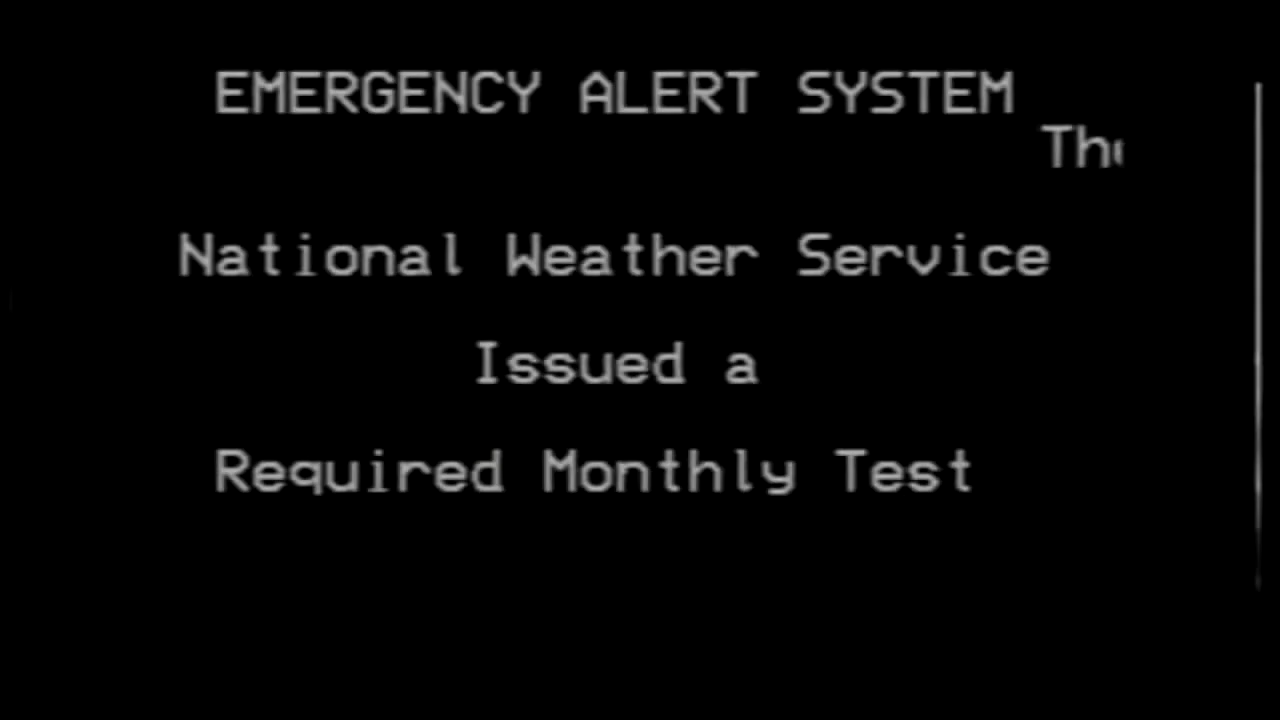 EMERGENCY ALERT SYSTEM
National Weather Service
Issued a
Required Monthly Test